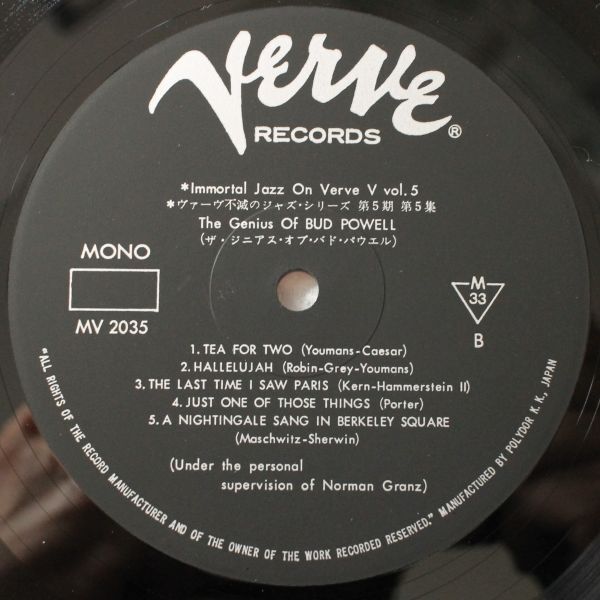 Verve
RECORDS ®
*Immortal Jazz On Verve V vol. 5
*ヴァーヴ不滅のジャズ・シリーズ 第5期 第5集
The Genius Of BUD POWELL
(ザ・ジニアス・オブ・バド・パウエル)
MONO
MV 2035
M
33
B
1. TEA FOR TWO (Youmans-Caesar)
2. HALLELUJAH (Robin-Grey-Youmans)
3. THE LAST TIME I SAW PARIS (Kern-Hammerstein II)
4. JUST ONE OF THOSE THINGS (Porter)
5. A NIGHTINGALE SANG IN BERKELEY SQUARE
(Maschwitz-Sherwin)
(Under the personal
supervision of Norman Granz)
"ALL RIGHTS OF THE RECORD MANUFACTURER AND OF THE OWNER OF THE WORK RECORDED RESERVED." MANUFACTURED BY POLYDOR K. K., JAPAN